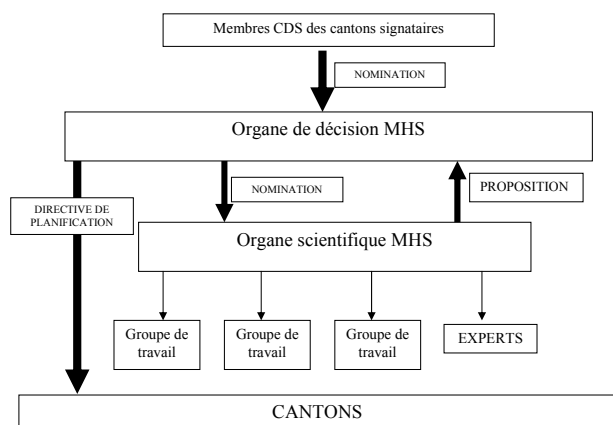 Membres CDS des cantons signataires
NOMINATION
Organe de décision MHS
NOMINATION
PROPOSITION
DIRECTIVE DE
PLANIFICATION
Organe scientifique MHS
Groupe de
travail
Groupe de
travail
Groupe de
travail
EXPERTS
CANTONS